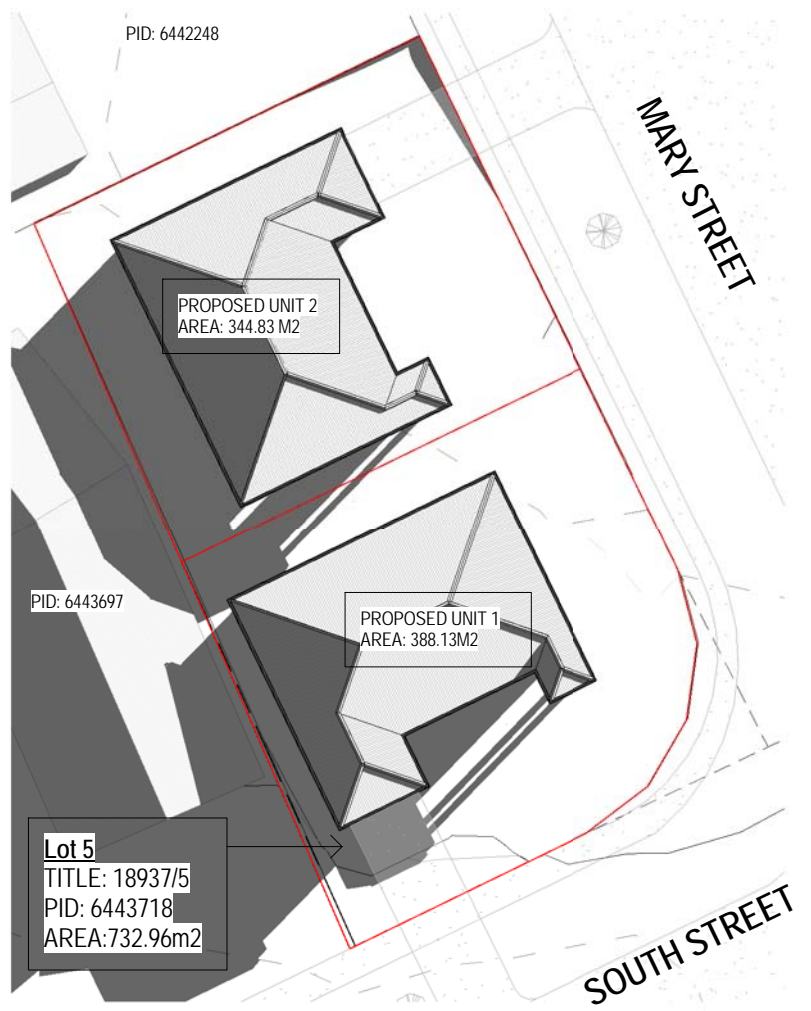 PID: 6442248
MARY STREET
PROPOSED UNIT 2
AREA: 344.83 M2
PID: 6443697
PROPOSED UNIT 1
AREA: 388.13M2
Lot 5
TITLE: 18937/5
PID: 6443718
AREA:732.96m2
SOUTH STREET